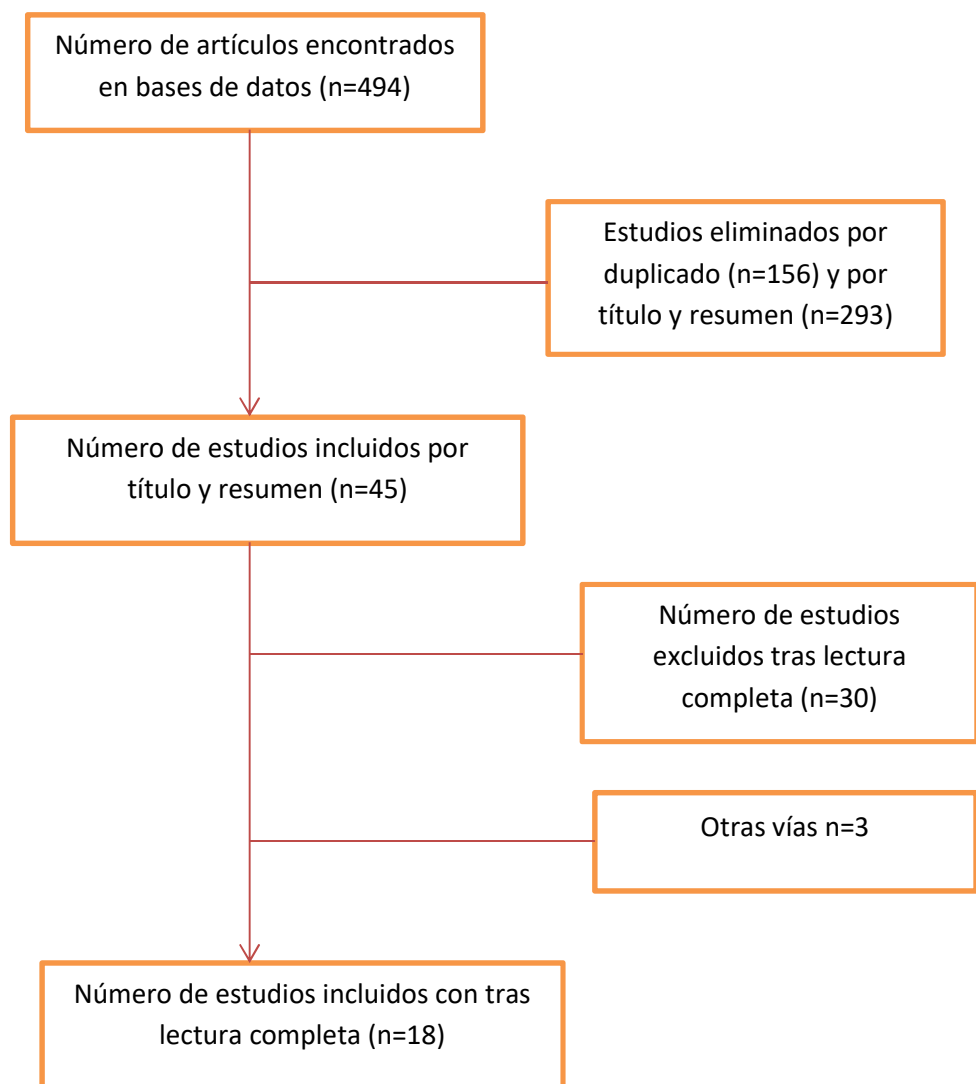 Número de artículos encontrados
en bases de datos (n=494)
Estudios eliminados por
duplicado (n=156) y por
título y resumen (n=293)
Número de estudios incluidos por
título y resumen (n=45)
Número de estudios
excluidos tras lectura
completa (n=30)
Otras vías n=3
Número de estudios incluidos con tras
lectura completa (n=18)